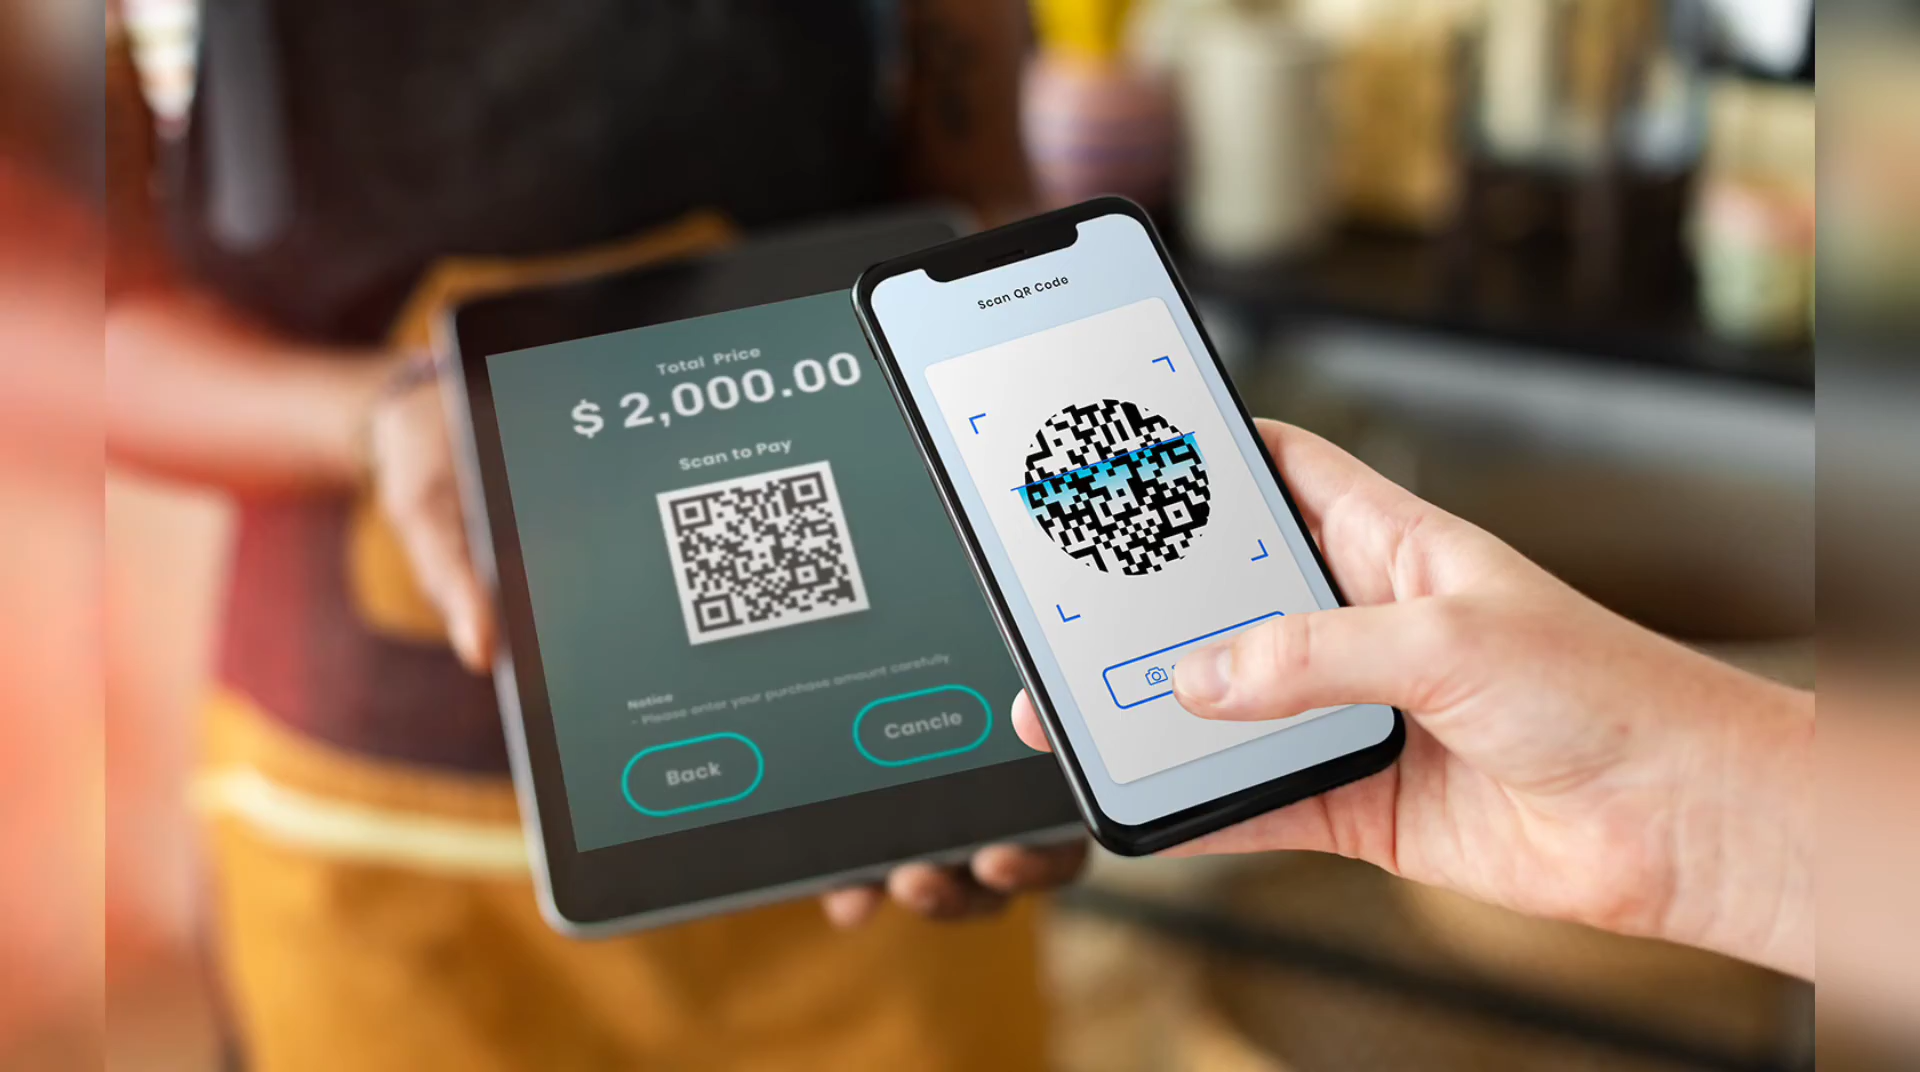 Total Price
$ 2,000.00
Scan to Pay
Notice
- Please enter your purchase amount carefully
Back
Cancle
Scan QR Code